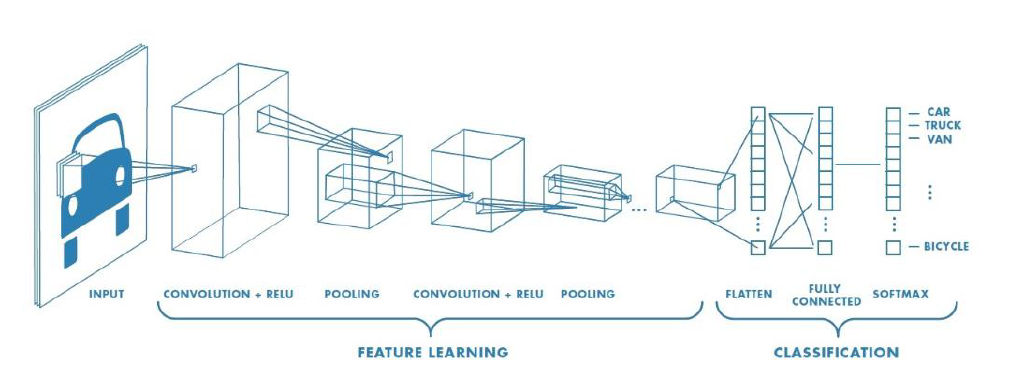 CAR
TRUCK
VAN
BICYCLE
INPUT
CONVOLUTION + RELU
POOLING
CONVOLUTION + RELU
POOLING
FLATTEN
FULLY
CONNECTED
SOFTMAX
FEATURE LEARNING
CLASSIFICATION